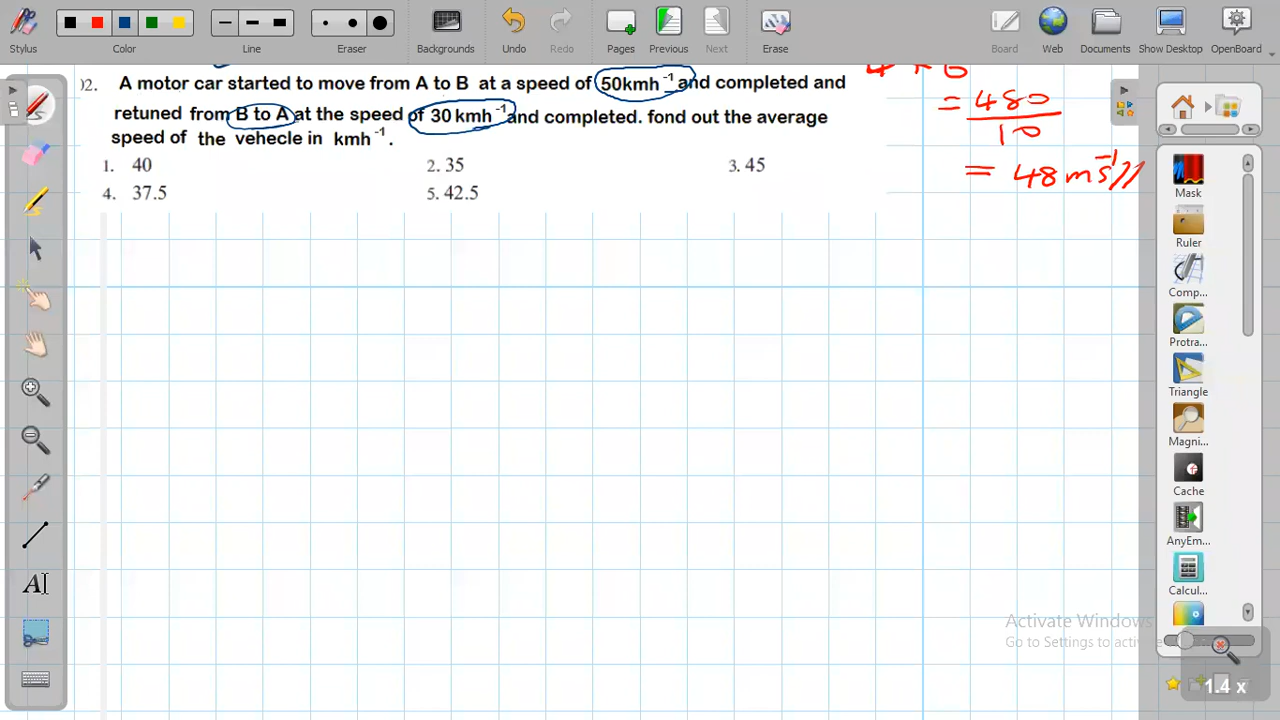 Stylus
Color
Line
Eraser
Backgrounds
Undo
Redo
Pages
Previous
Next
Erase
Board
Web
Documents
Show Desktop
OpenBoard
02. A motor car started to move from A to B at a speed of 50kmh⁻¹ and completed and
retuned from B to A at the speed of 30 kmh⁻¹ and completed. fond out the average
speed of the vehecle in kmh⁻¹.
1. 40
2. 35
3. 45
4. 37.5
5. 42.5
= 480
10
= 48 ms⁻¹//
Mask
Ruler
Comp...
Protra...
Triangle
Magni...
Cache
AnyEm...
Calcul...
Activate Windows
Go to Settings to activ
1.4 x